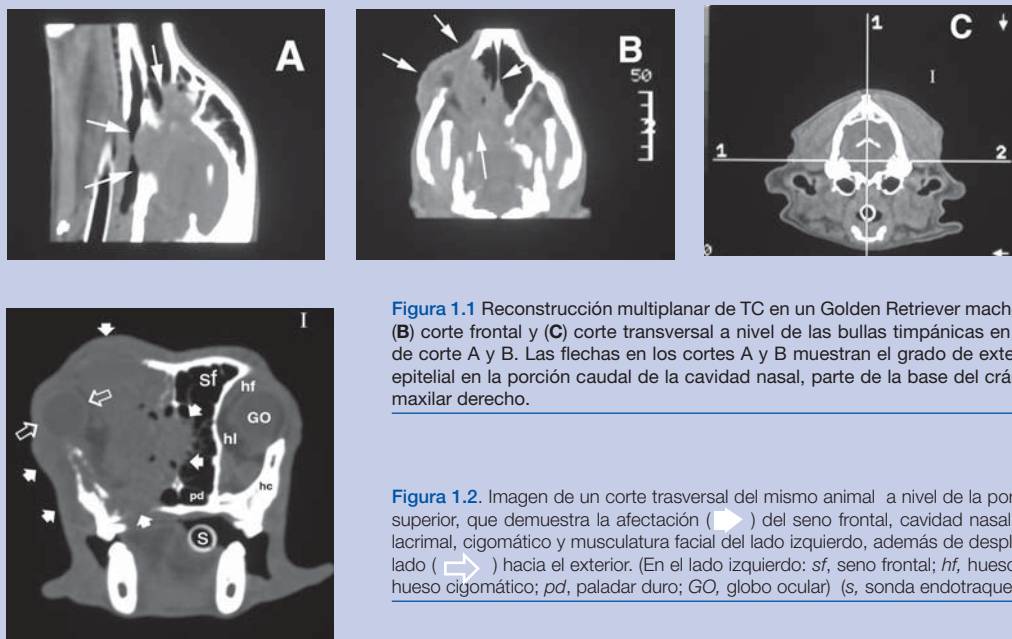 A
B
50
C
1
I
1
2
I
sf
hf
GO
hl
hc
pd
S
Figura 1.1 Reconstrucción multiplanar de TC en un Golden Retriever mach
(B) corte frontal y (C) corte transversal a nivel de las bullas timpánicas en
de corte A y B. Las flechas en los cortes A y B muestran el grado de exte
epitelial en la porción caudal de la cavidad nasal, parte de la base del crá
maxilar derecho.
Figura 1.2. Imagen de un corte trasversal del mismo animal a nivel de la por
superior, que demuestra la afectación ( ) del seno frontal, cavidad nasal
lacrimal, cigomático y musculatura facial del lado izquierdo, además de despl
lado ( ) hacia el exterior. (En el lado izquierdo: sf, seno frontal; hf, hueso
hueso cigomático; pd, paladar duro; GO, globo ocular) (s, sonda endotraque